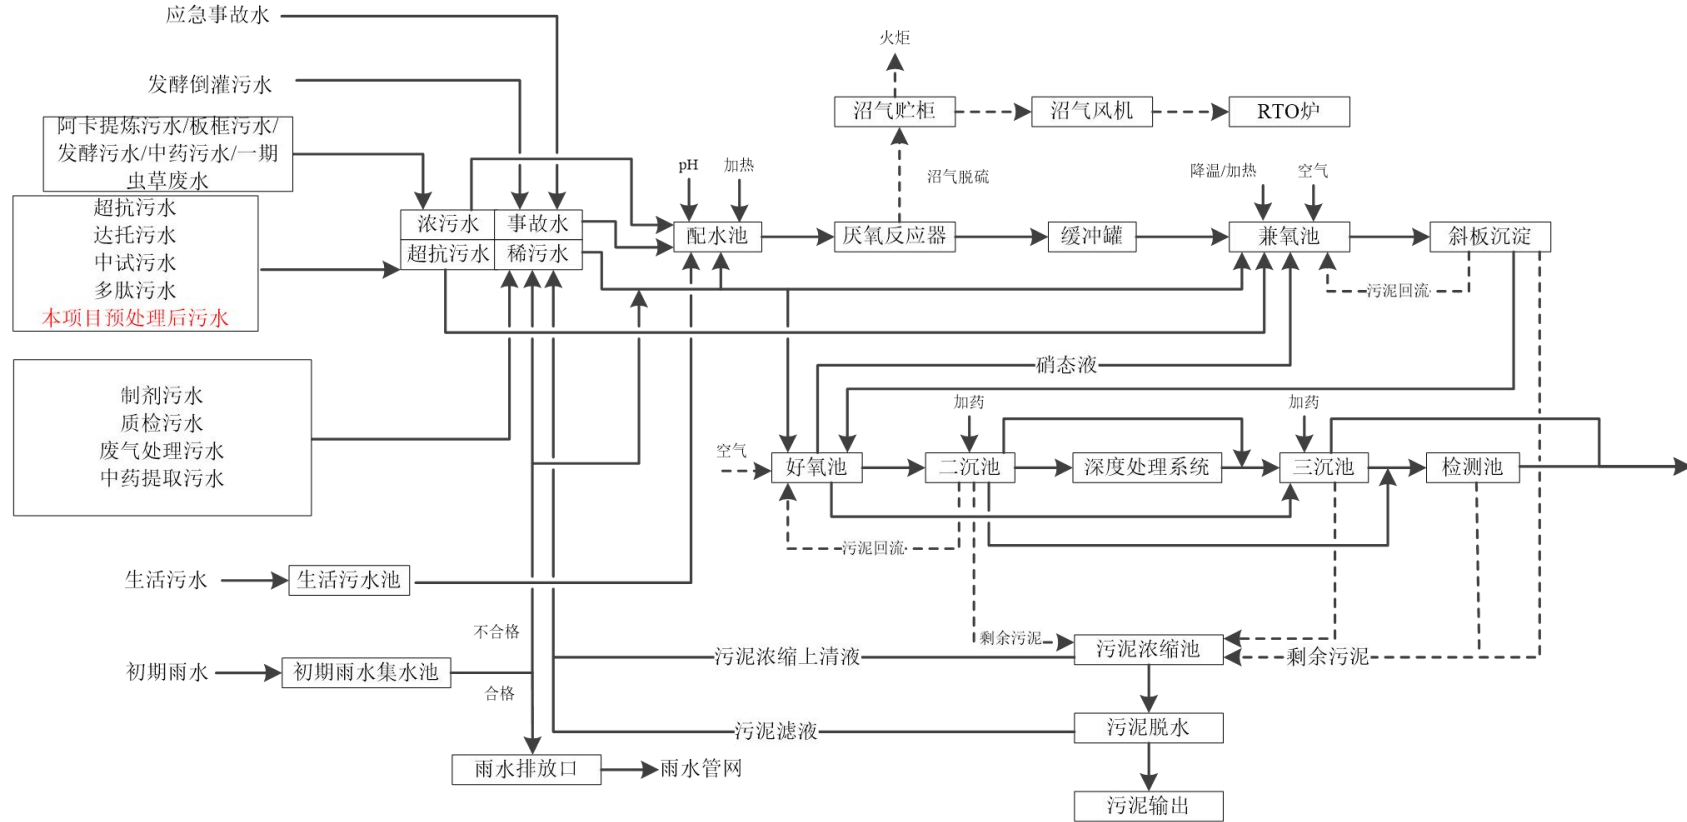 应急事故水
火炬
发酵倒灌污水
沼气贮柜
沼气风机
RTO炉
阿卡提炼污水/板框污水/
发酵污水/中药污水/一期
虫草废水
pH
加热
沼气脱硫
降温/加热
空气
超抗污水
达托污水
中试污水
多肽污水
本项目预处理后污水
浓污水
事故水
超抗污水
稀污水
配水池
厌氧反应器
缓冲罐
兼氧池
斜板沉淀
污泥回流
硝态液
制剂污水
质检污水
废气处理污水
中药提取污水
加药
加药
空气
好氧池
二沉池
深度处理系统
三沉池
检测池
污泥回流
生活污水
生活污水池
不合格
剩余污泥
污泥浓缩池
剩余污泥
污泥浓缩上清液
初期雨水
初期雨水集水池
合格
污泥滤液
污泥脱水
雨水排放口
雨水管网
污泥输出